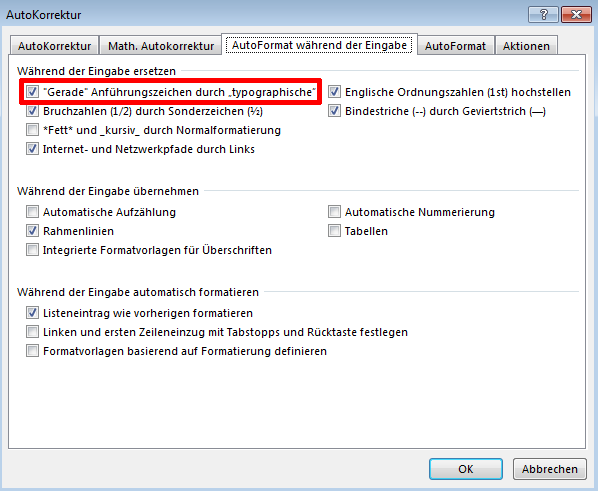 AutoKorrektur
?
AutoKorrektur Math. Autokorrektur AutoFormat während der Eingabe AutoFormat Aktionen
Während der Eingabe ersetzen
"Gerade" Anführungszeichen durch „typographische“ Englische Ordnungszahlen (1st) hochstellen
Bruchzahlen (1/2) durch Sonderzeichen (½) Bindestriche (--) durch Geviertstrich (—)
*Fett* und _kursiv_ durch Normalformatierung
Internet- und Netzwerkpfade durch Links
Während der Eingabe übernehmen
Automatische Aufzählung Automatische Nummerierung
Rahmenlinien Tabellen
Integrierte Formatvorlagen für Überschriften
Während der Eingabe automatisch formatieren
Listeneintrag wie vorherigen formatieren
Linken und ersten Zeileneinzug mit Tabstopps und Rücktaste festlegen
Formatvorlagen basierend auf Formatierung definieren
OK Abbrechen